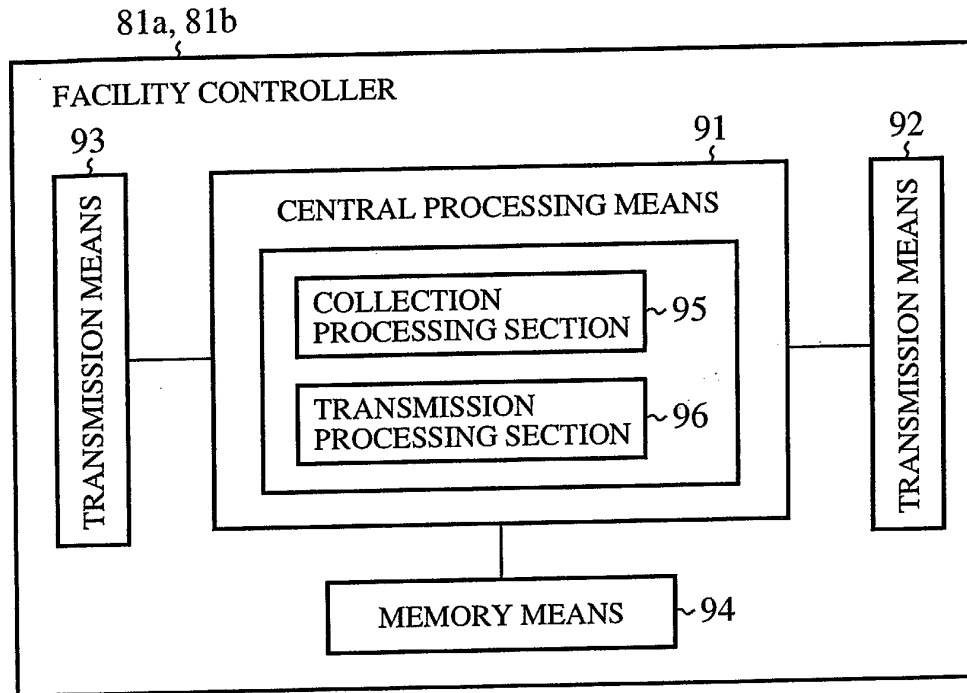 81a, 81b
FACILITY CONTROLLER
93
91
92
TRANSMISSION MEANS
CENTRAL PROCESSING MEANS
TRANSMISSION MEANS
COLLECTION
PROCESSING SECTION
95
TRANSMISSION
PROCESSING SECTION
96
MEMORY MEANS
94